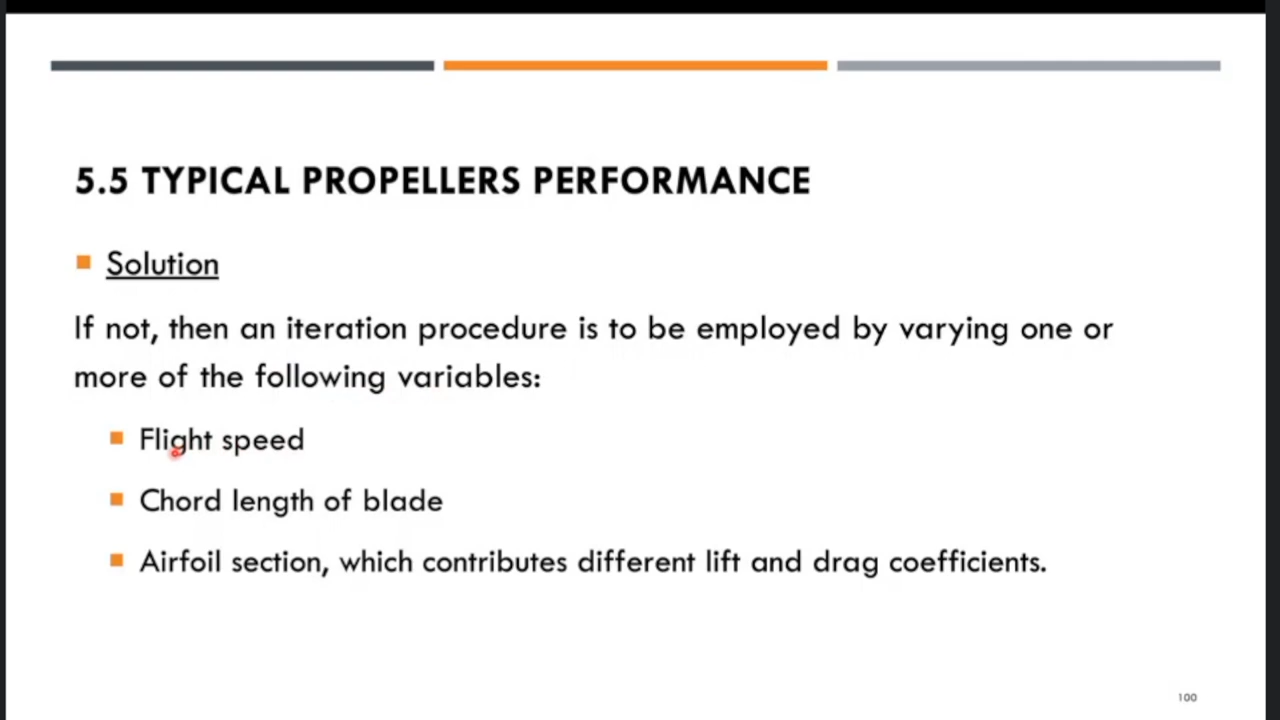 5.5 TYPICAL PROPELLERS PERFORMANCE
Solution
If not, then an iteration procedure is to be employed by varying one or
more of the following variables:
Flight speed
Chord length of blade
Airfoil section, which contributes different lift and drag coefficients.
100